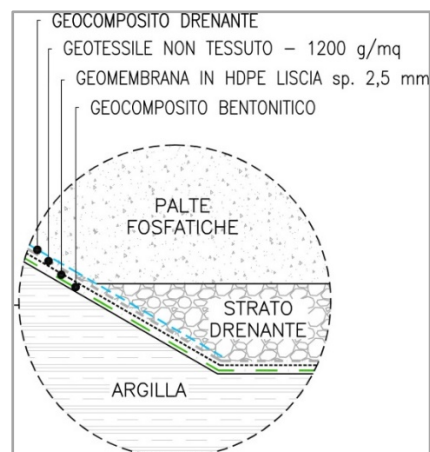 GEOCOMPOSITO DRENANTE
GEOTESSILE NON TESSUTO – 1200 g/mq
GEOMEMBRANA IN HDPE LISCIA sp. 2,5 mm
GEOCOMPOSITO BENTONITICO
PALTE
FOSFATICHE
STRATO
DRENANTE
ARGILLA